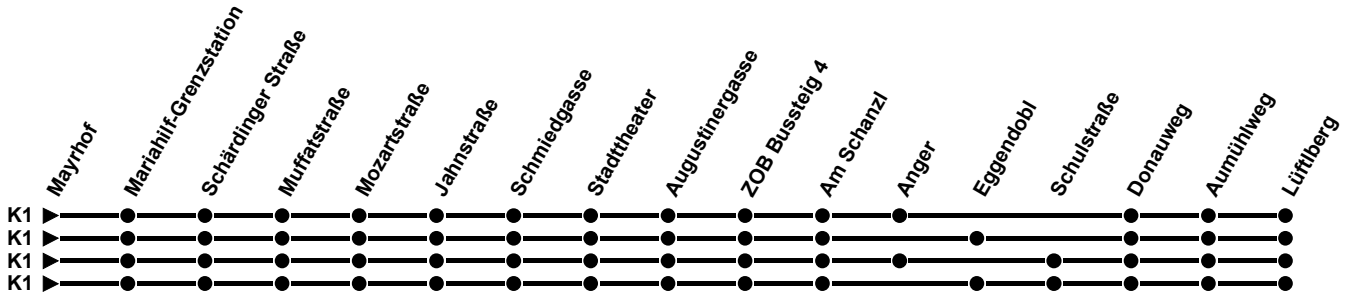 Mayrhof
Mariahilf-Grenzstation
Schärdinger Straße
Muffatstraße
Mozartstraße
Jahnstraße
Schmiedgasse
Stadttheater
Augustinergasse
ZOB Bussteig 4
Am Schanzl
Anger
Eggendobl
Schulstraße
Donauweg
Aumühlweg
Lüftlberg
K1
K1
K1
K1